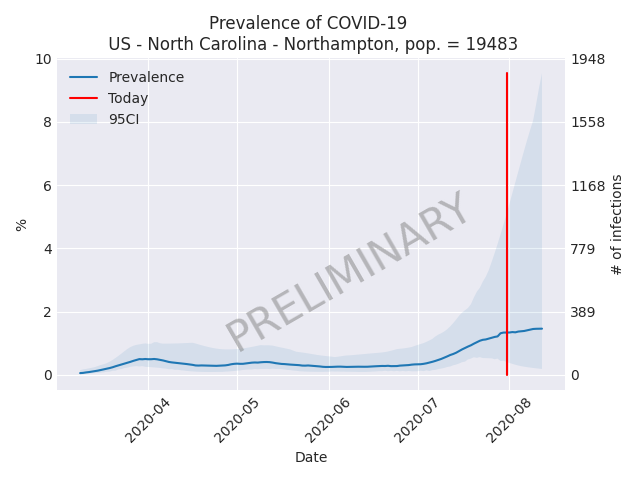 Prevalence of COVID-19
US - North Carolina - Northampton, pop. = 19483
Prevalence
Today
95CI
10
8
6
4
2
0
%
1948
1558
1168
779
389
0
# of infections
PRELIMINARY
2020-04
2020-05
2020-06
2020-07
2020-08
Date